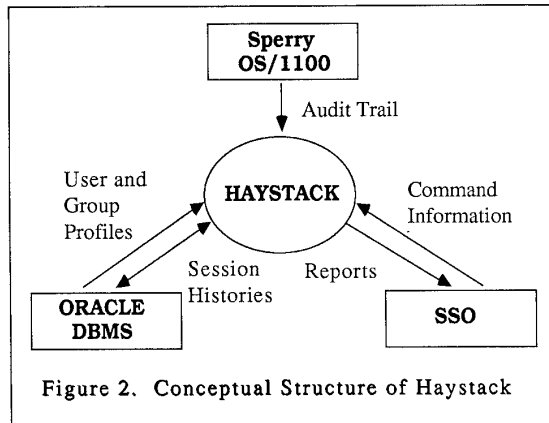 Sperry
OS/1100
Audit Trail
User and
Group
Profiles
HAYSTACK
Command
Information
Session
Histories
Reports
ORACLE
DBMS
SSO
Figure 2. Conceptual Structure of Haystack